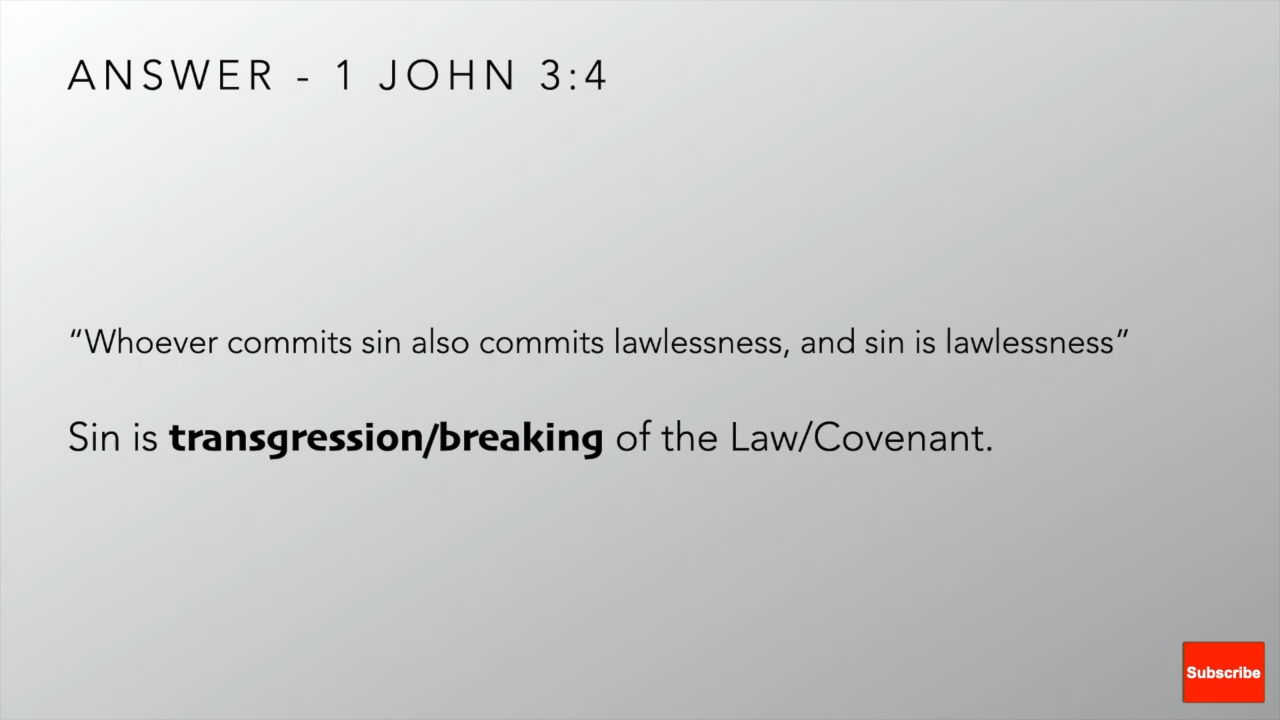 ANSWER - 1 JOHN 3:4
“Whoever commits sin also commits lawlessness, and sin is lawlessness”
Sin is transgression/breaking of the Law/Covenant.
Subscribe